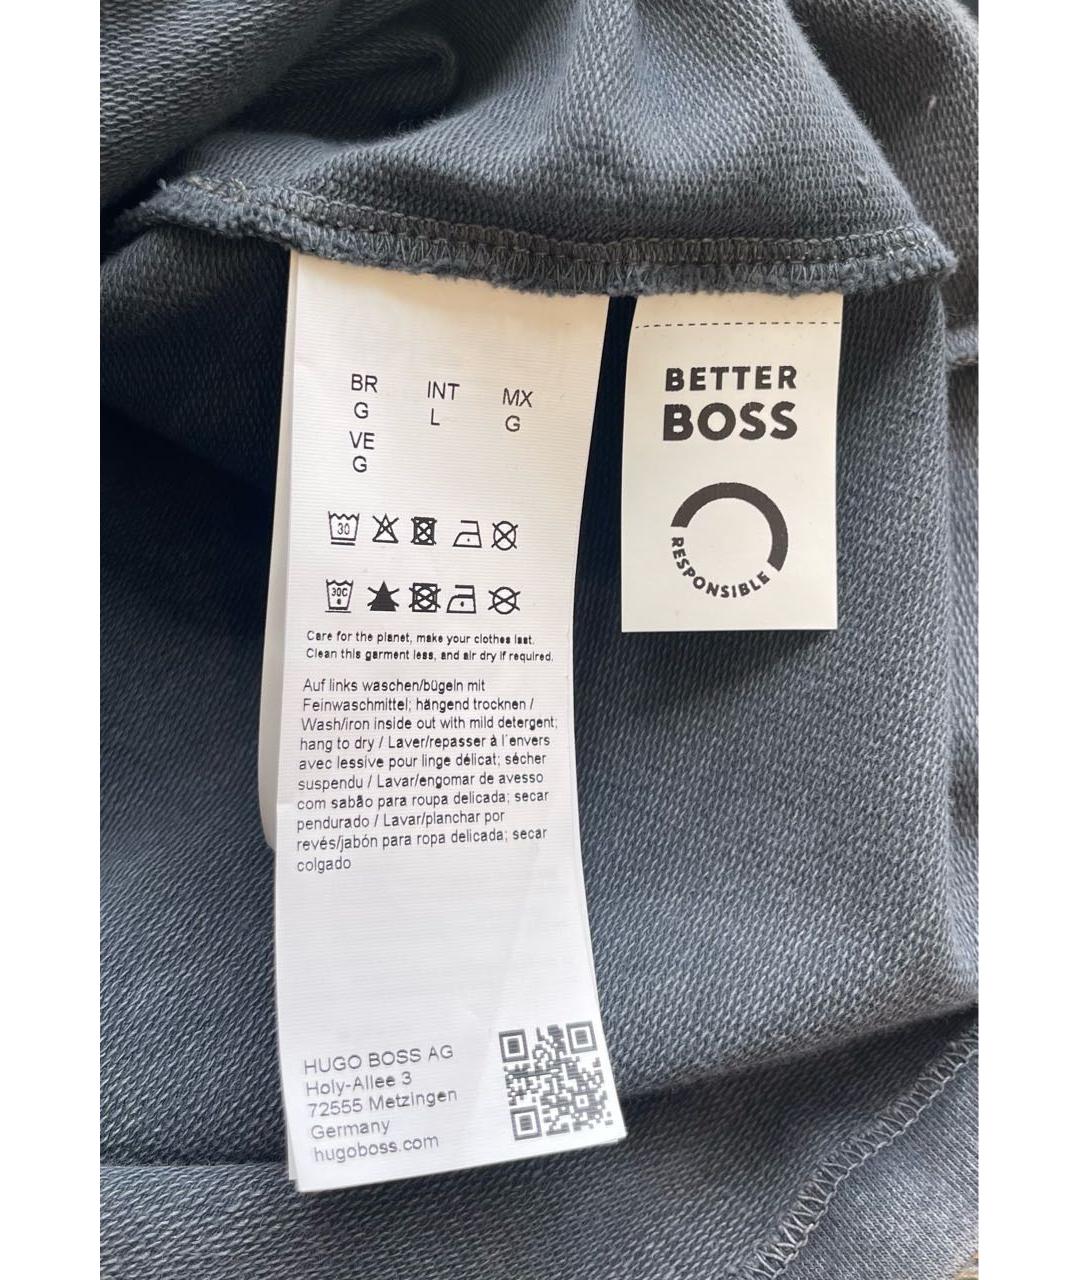 BR INT MX
G L G
VE
G
30
30C
Care for the planet, make your clothes last.
Clean this garment less, and air dry if required.
Auf links waschen/bügeln mit
Feinwaschmittel; hängend trocknen /
Wash/iron inside out with mild detergent;
hang to dry / Laver/repasser à l'envers
avec lessive pour linge délicat; sécher
suspendu / Lavar/engomar de avesso
com sabão para roupa delicada; secar
pendurado / Lavar/planchar por
revés/jabón para ropa delicada; secar
colgado
HUGO BOSS AG
Holy-Allee 3
72555 Metzingen
Germany
hugoboss.com
BETTER
BOSS
RESPONSIBLE